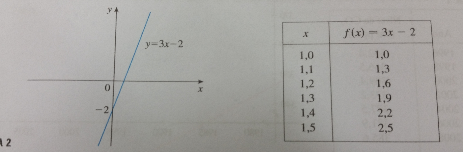 y
y=3x-2
0
x
-2
2
x f(x) = 3x − 2
1,0 1,0
1,1 1,3
1,2 1,6
1,3 1,9
1,4 2,2
1,5 2,5